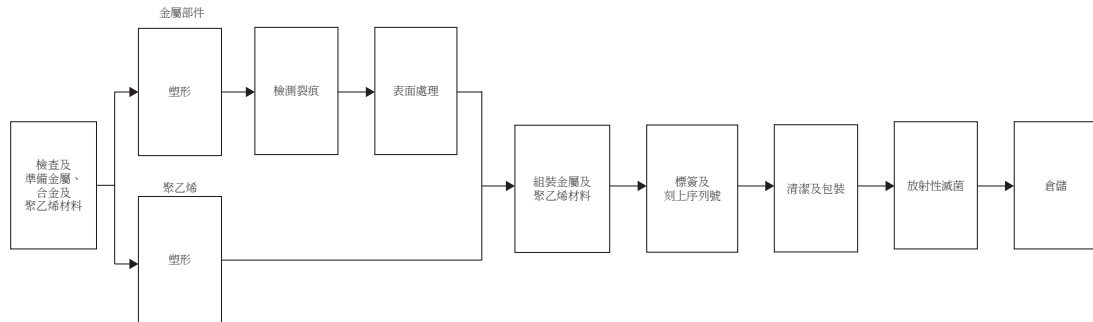 金屬部件
塑形
檢測裂痕
表面處理
檢查及
準備金屬、
合金及
聚乙烯材料
聚乙烯
塑形
組裝金屬及
聚乙烯材料
標簽及
刻上序列號
清潔及包裝
放射性滅菌
倉儲